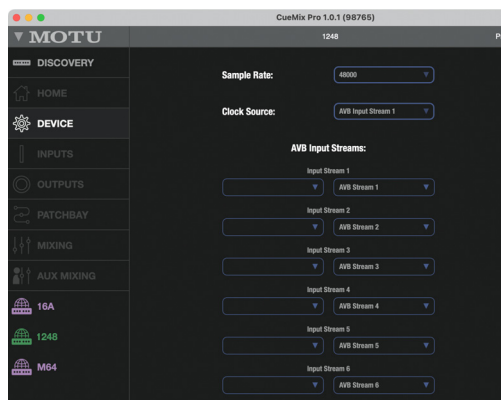 CueMix Pro 1.0.1 (98765)
MOTU
1248
DISCOVERY
HOME
DEVICE
INPUTS
OUTPUTS
PATCHBAY
MIXING
AUX MIXING
16A
1248
M64
Sample Rate: 48000
Clock Source: AVB Input Stream 1
AVB Input Streams:
Input Stream 1
AVB Stream 1
Input Stream 2
AVB Stream 2
Input Stream 3
AVB Stream 3
Input Stream 4
AVB Stream 4
Input Stream 5
AVB Stream 5
Input Stream 6
AVB Stream 6